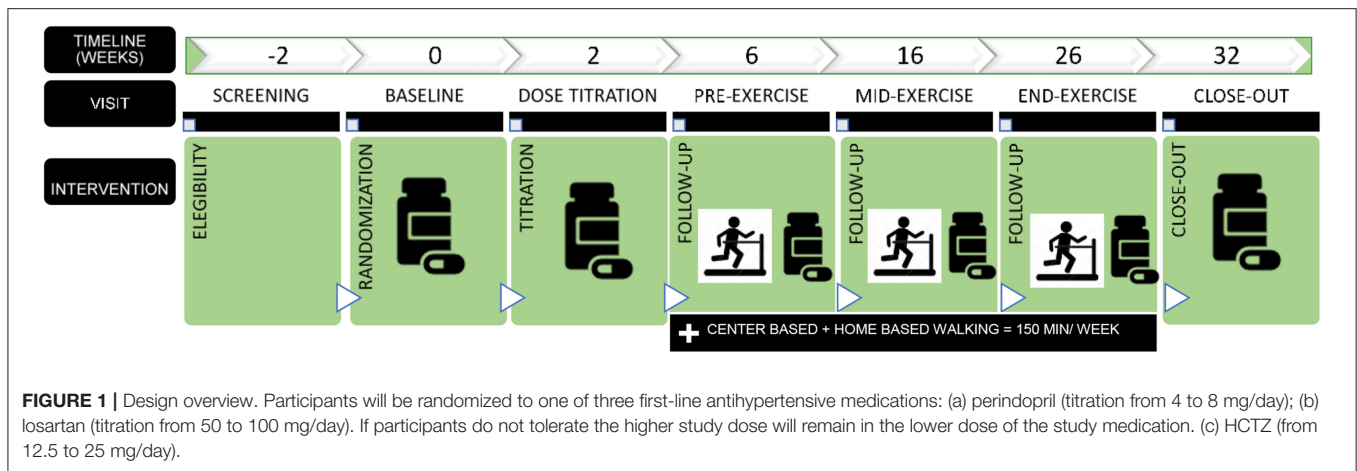 TIMELINE
(WEEKS)
-2 0 2 6 16 26 32
VISIT
SCREENING BASELINE DOSE TITRATION PRE-EXERCISE MID-EXERCISE END-EXERCISE CLOSE-OUT
INTERVENTION
ELEGIBILITY
RANDOMIZATION
TITRATION
FOLLOW-UP
FOLLOW-UP
FOLLOW-UP
CLOSE-OUT
+ CENTER BASED + HOME BASED WALKING = 150 MIN/ WEEK
FIGURE 1 | Design overview. Participants will be randomized to one of three first-line antihypertensive medications: (a) perindopril (titration from 4 to 8 mg/day); (b)
losartan (titration from 50 to 100 mg/day). If participants do not tolerate the higher study dose will remain in the lower dose of the study medication. (c) HCTZ (from
12.5 to 25 mg/day).